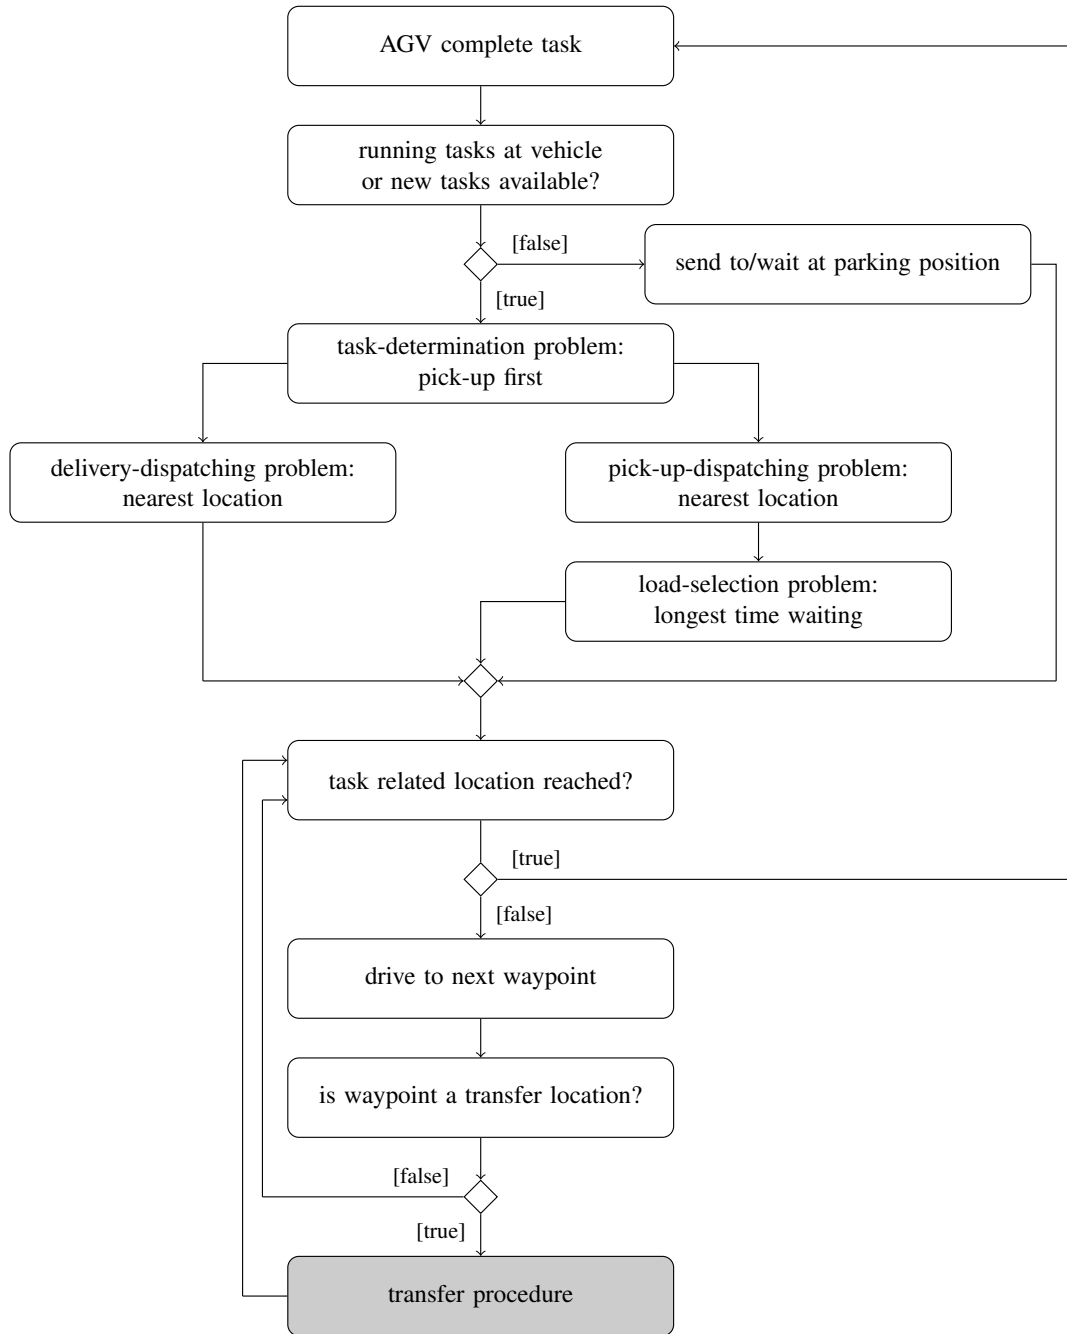 AGV complete task
running tasks at vehicle
or new tasks available?
[false]
send to/wait at parking position
[true]
task-determination problem:
pick-up first
delivery-dispatching problem:
nearest location
pick-up-dispatching problem:
nearest location
load-selection problem:
longest time waiting
task related location reached?
[true]
[false]
drive to next waypoint
is waypoint a transfer location?
[false]
[true]
transfer procedure